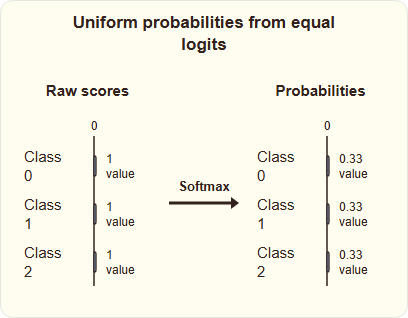 Uniform probabilities from equal
logits
Raw scores
Probabilities
0
0
Class
0
1
value
Class
0
0.33
value
Softmax
Class
1
1
value
Class
1
0.33
value
Class
2
1
value
Class
2
0.33
value